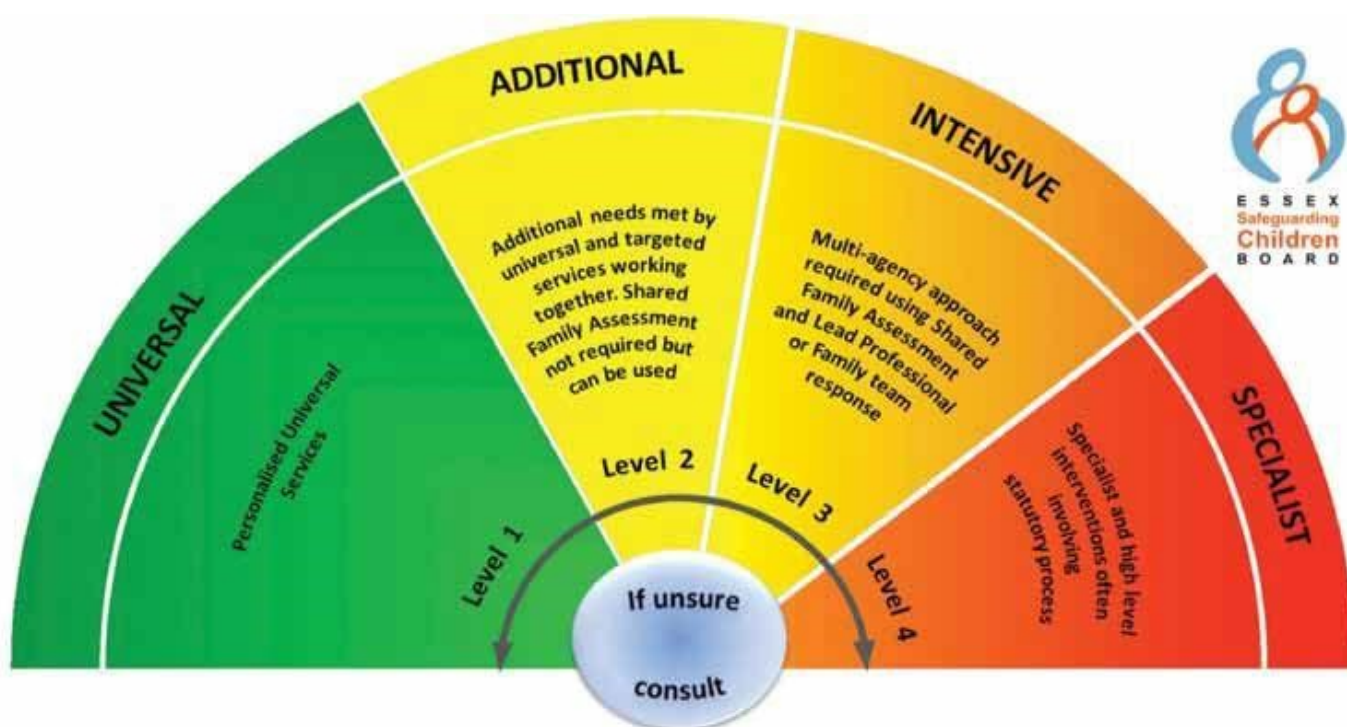 UNIVERSAL
Personalised Universal
Services
Level 1
ADDITIONAL
Additional needs met by
universal and targeted
services working
together. Shared
Family Assessment
not required but
can be used
Level 2
INTENSIVE
Multi-agency approach
required using Shared
Family Assessment
and Lead Professional
or Family team
response
Level 3
SPECIALIST
Specialist and high level
interventions often
involving
statutory process
Level 4
If unsure
consult
ESSEX
Safeguarding
Children
BOARD